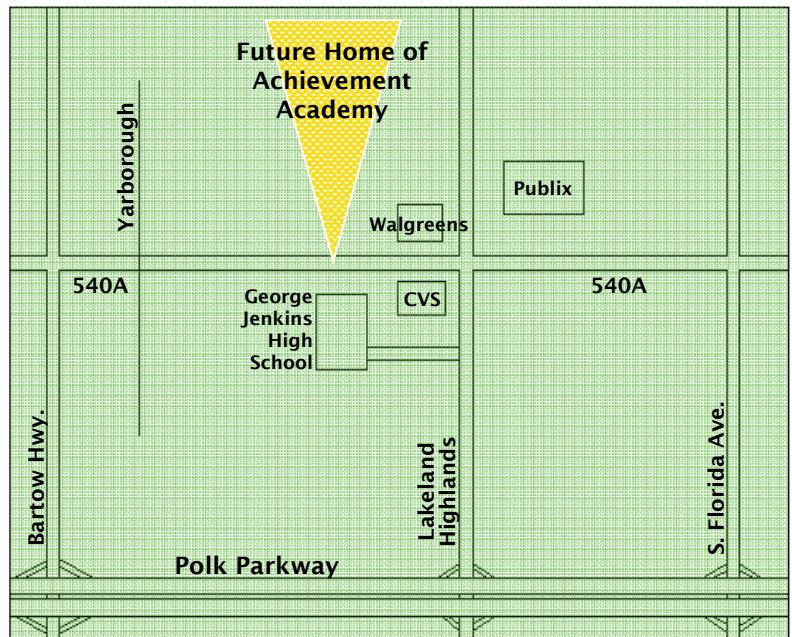 Future Home of
Achievement
Academy
Yarborough
Publix
Walgreens
540A
540A
George
Jenkins
High
School
CVS
Bartow Hwy.
Lakeland
Highlands
S. Florida Ave.
Polk Parkway